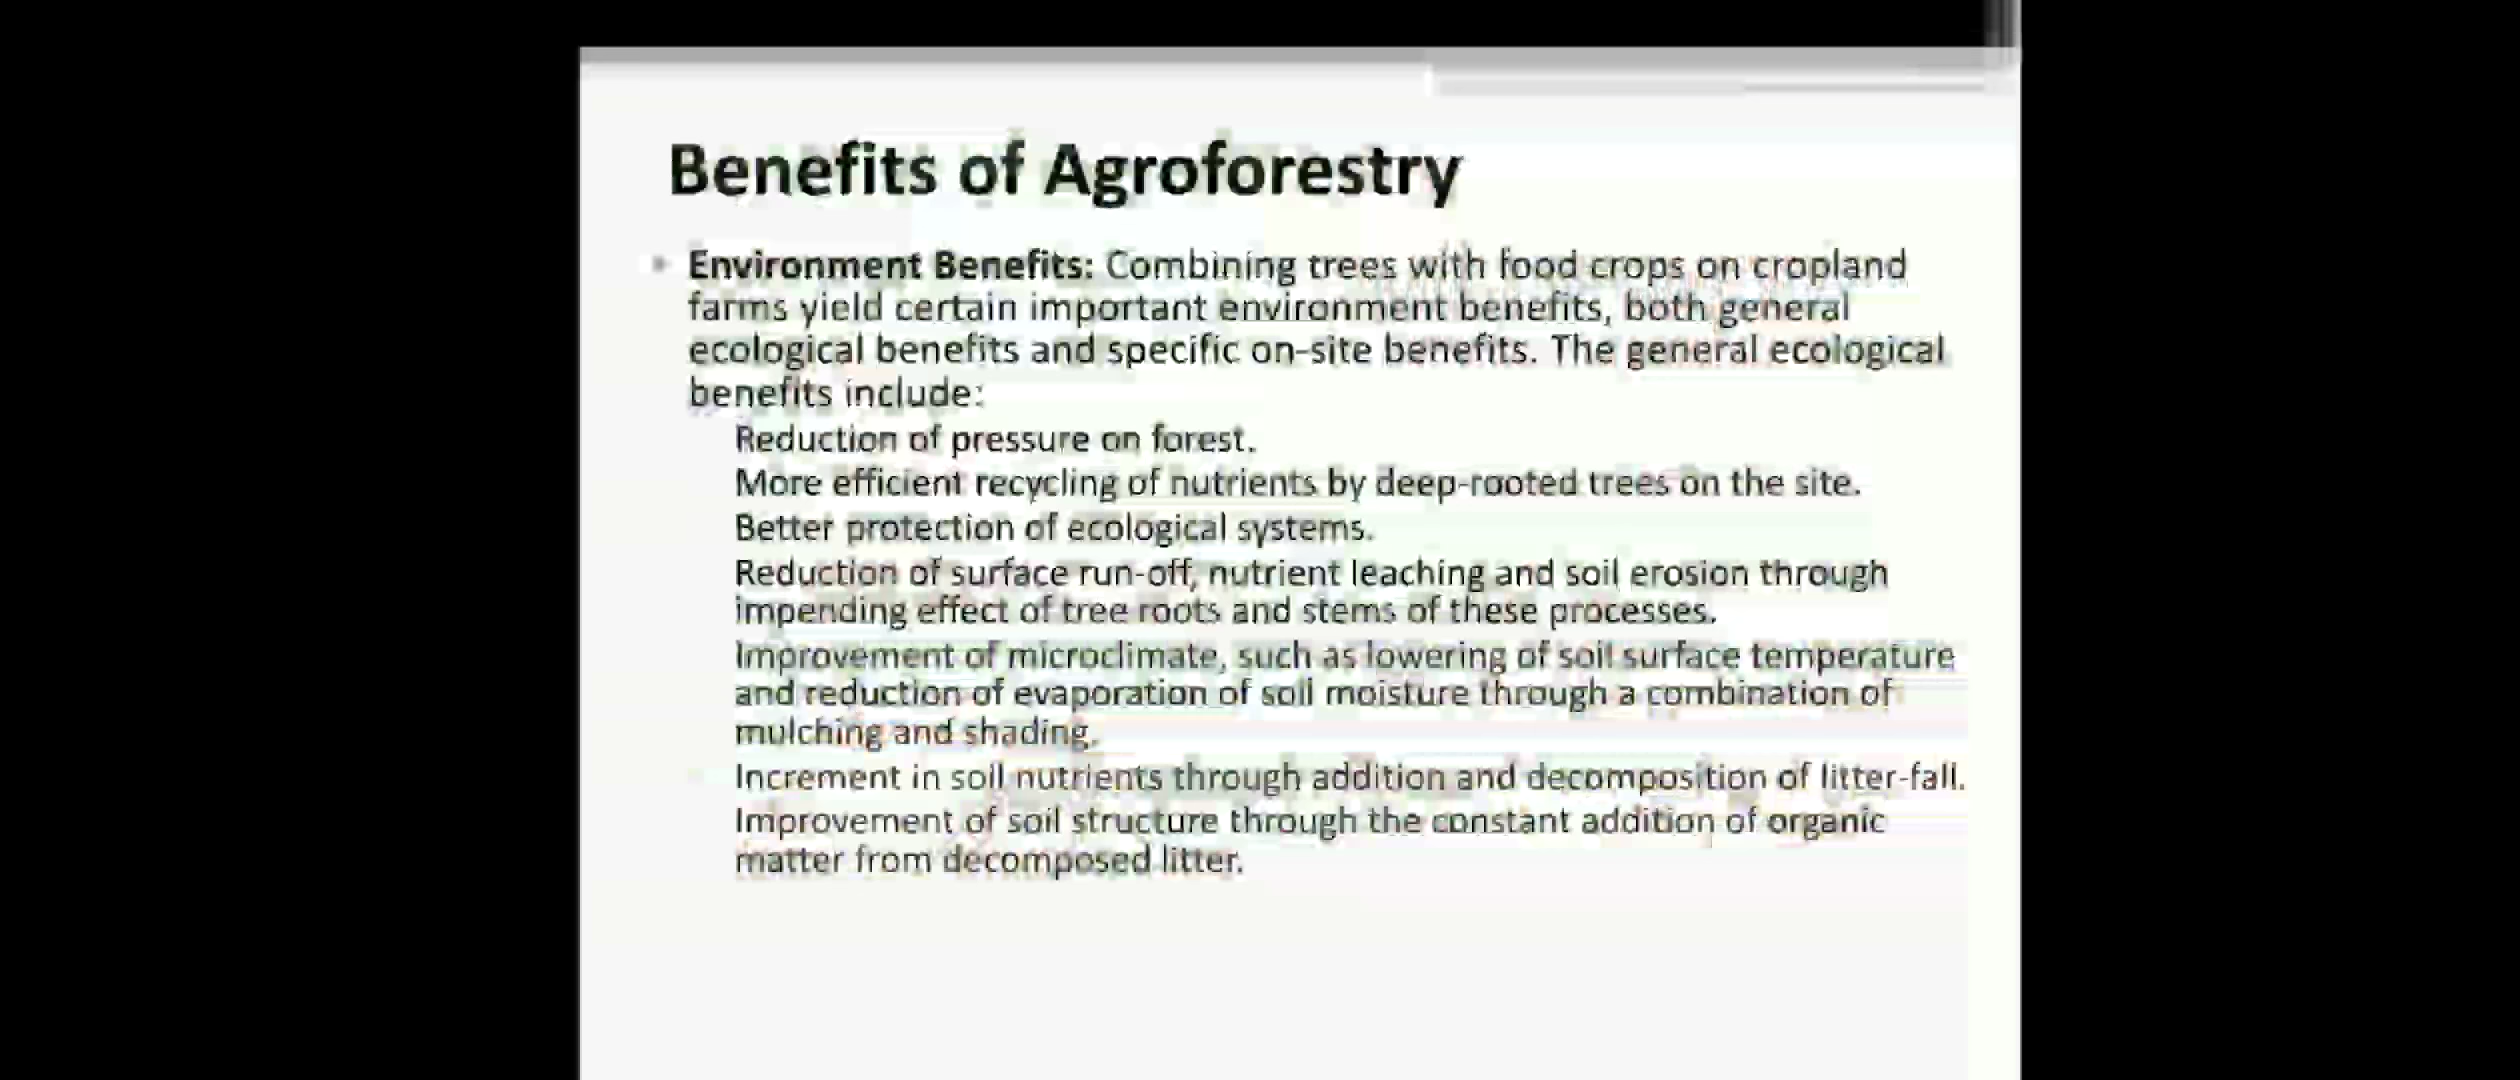 Benefits of Agroforestry
Environment Benefits: Combining trees with food crops on cropland
farms yield certain important environment benefits, both general
ecological benefits and specific on-site benefits. The general ecological
benefits include:
Reduction of pressure on forest.
More efficient recycling of nutrients by deep-rooted trees on the site.
Better protection of ecological systems.
Reduction of surface run-off, nutrient leaching and soil erosion through
impending effect of tree roots and stems of these processes.
Improvement of microclimate, such as lowering of soil surface temperature
and reduction of evaporation of soil moisture through a combination of
mulching and shading.
Increment in soil nutrients through addition and decomposition of litter-fall.
Improvement of soil structure through the constant addition of organic
matter from decomposed litter.